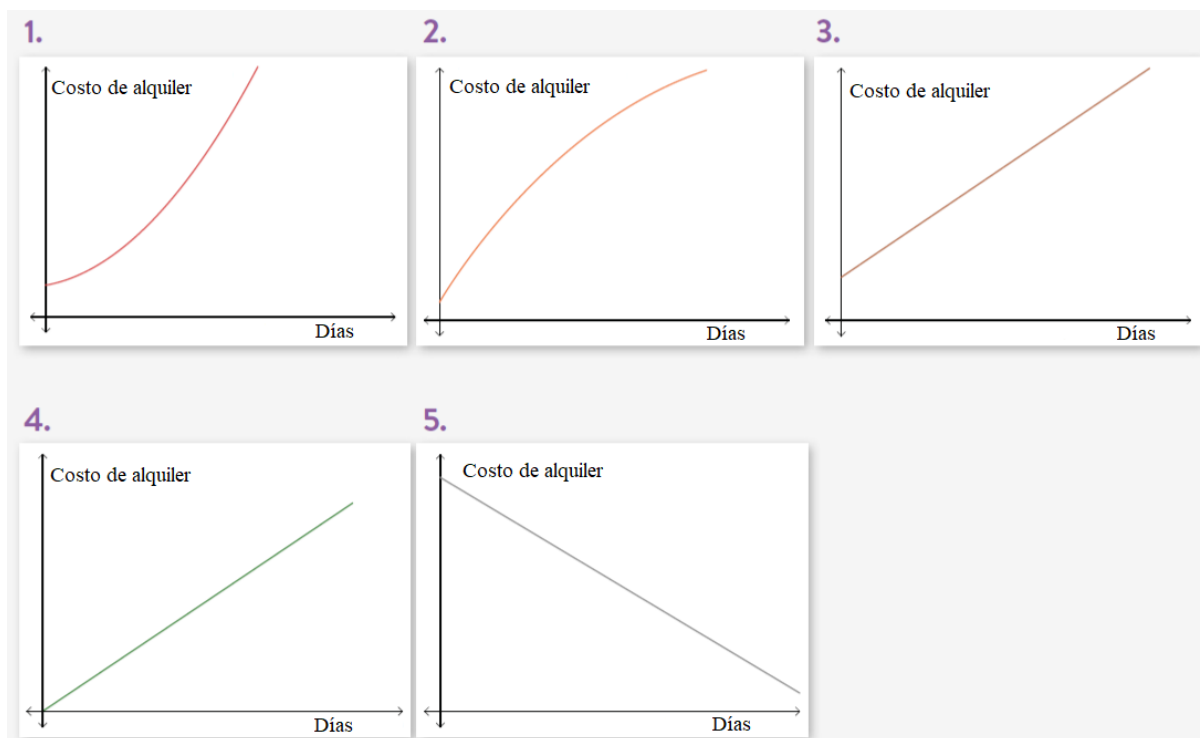 1.
2.
3.
Costo de alquiler
Costo de alquiler
Costo de alquiler
Días
Días
Días
4.
5.
Costo de alquiler
Costo de alquiler
Días
Días